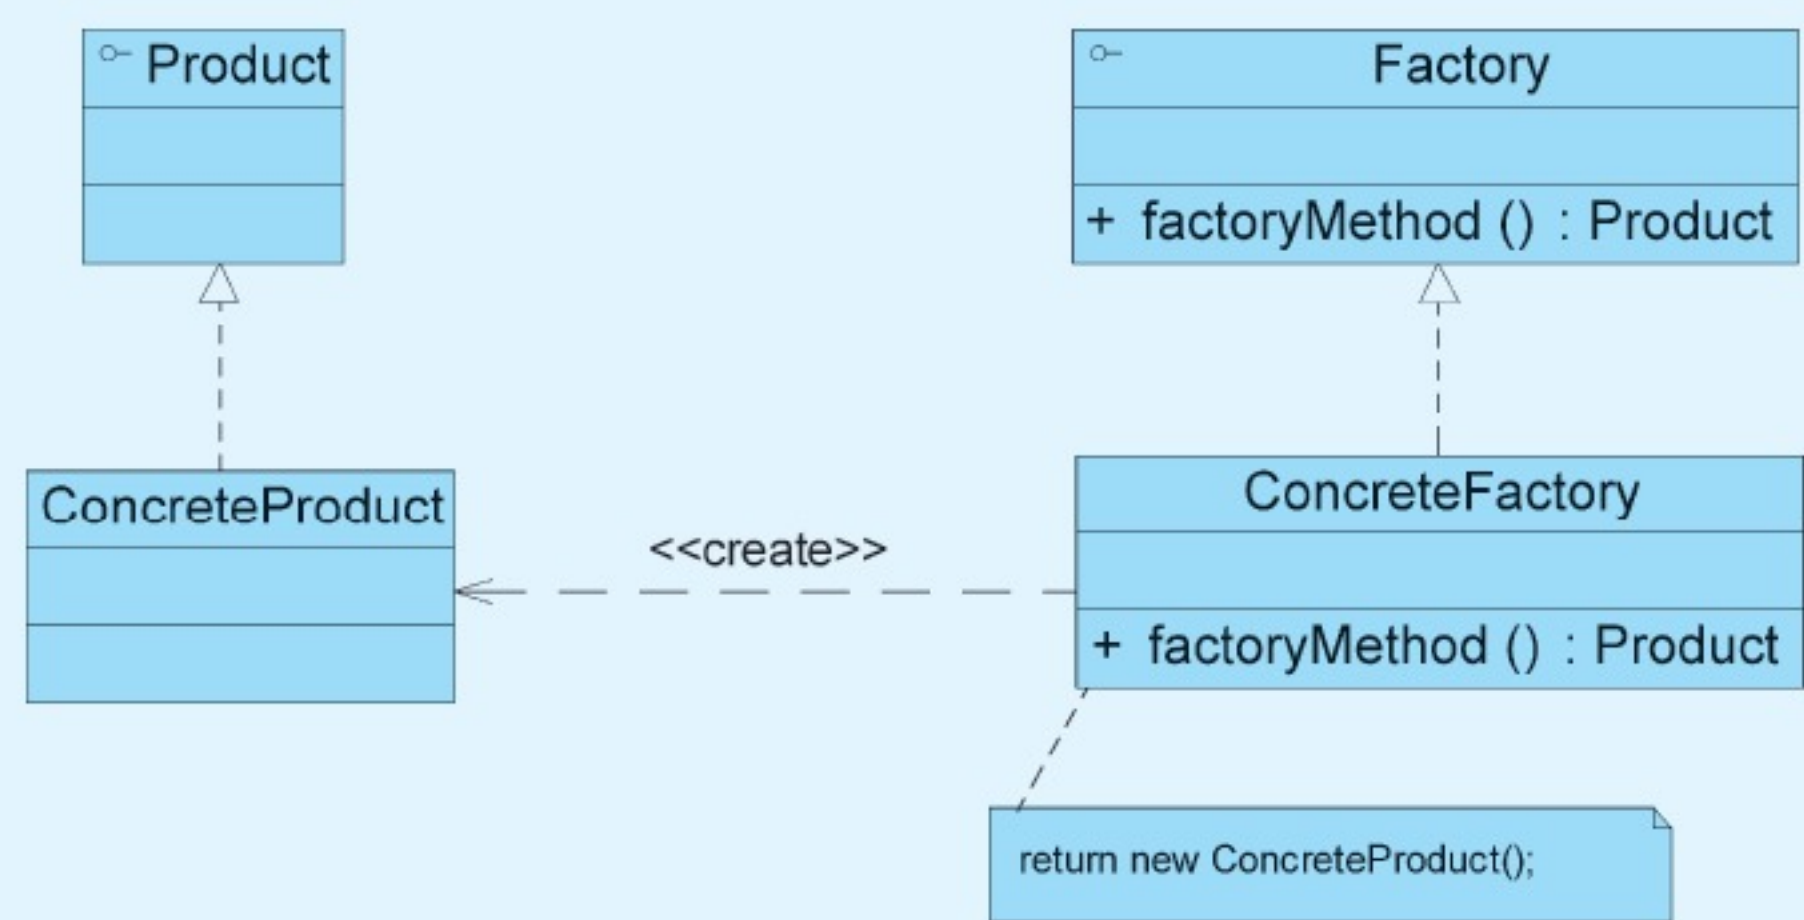 Product
Factory
+ factoryMethod () : Product
ConcreteProduct
<<create>>
ConcreteFactory
+ factoryMethod () : Product
return new ConcreteProduct();